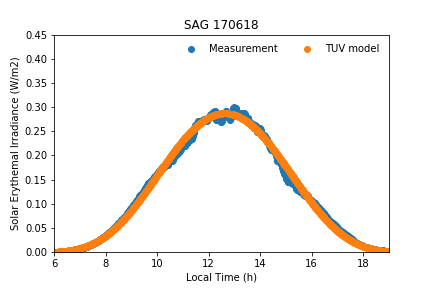 SAG 170618
Measurement TUV model
Solar Erythemal Irradiance (W/m2)
0.45
0.40
0.35
0.30
0.25
0.20
0.15
0.10
0.05
0.00
6 8 10 12 14 16 18
Local Time (h)